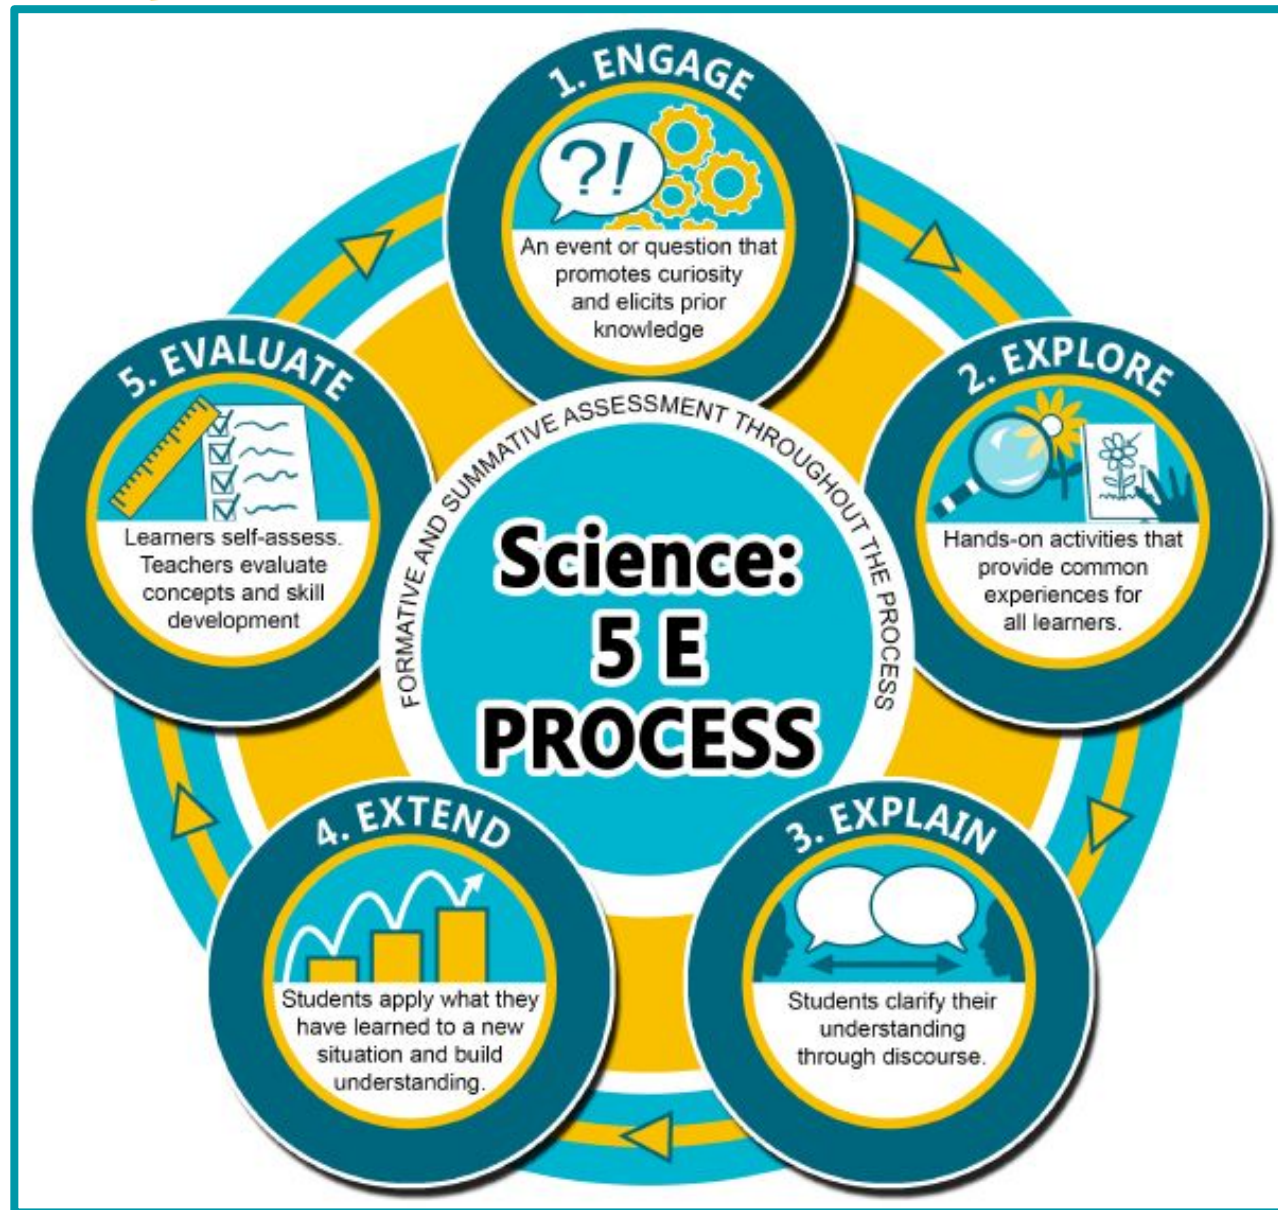 1. ENGAGE
?!
An event or question that
promotes curiosity
and elicits prior
knowledge
2. EXPLORE
Hands-on activities that
provide common
experiences for
all learners.
3. EXPLAIN
Students clarify their
understanding
through discourse.
4. EXTEND
Students apply what they
have learned to a new
situation and build
understanding.
5. EVALUATE
Learners self-assess.
Teachers evaluate
concepts and skill
development
FORMATIVE AND SUMMATIVE ASSESSMENT THROUGHOUT THE PROCESS
Science:
5 E
PROCESS